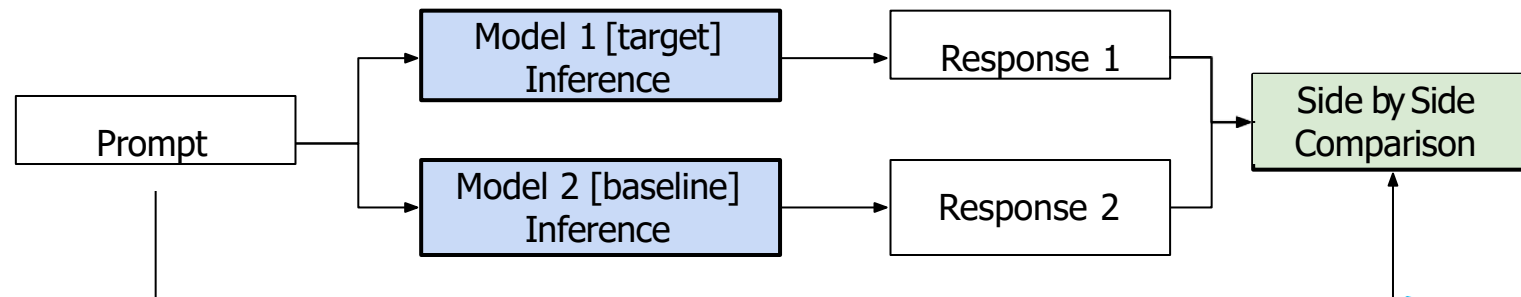 Prompt
Model 1 [target]
Inference
Response 1
Model 2 [baseline]
Inference
Response 2
Side by Side
Comparison